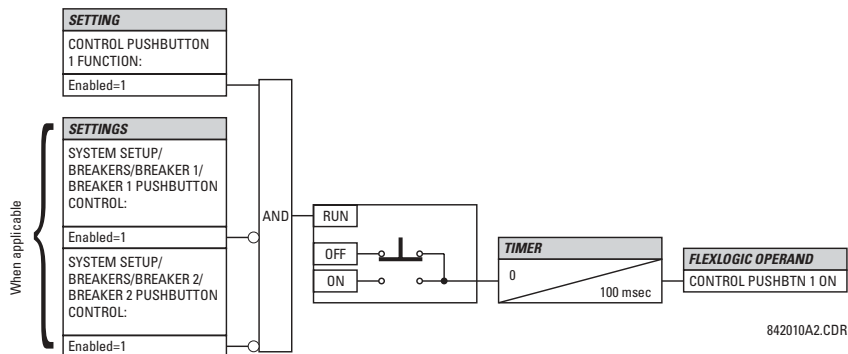 SETTING
CONTROL PUSHBUTTON
1 FUNCTION:
Enabled=1
When applicable
SETTINGS
SYSTEM SETUP/
BREAKERS/BREAKER 1/
BREAKER 1 PUSHBUTTON
CONTROL:
Enabled=1
SYSTEM SETUP/
BREAKERS/BREAKER 2/
BREAKER 2 PUSHBUTTON
CONTROL:
Enabled=1
AND
RUN
OFF
ON
TIMER
0
100 msec
FLEXLOGIC OPERAND
CONTROL PUSHBTN 1 ON
842010A2.CDR